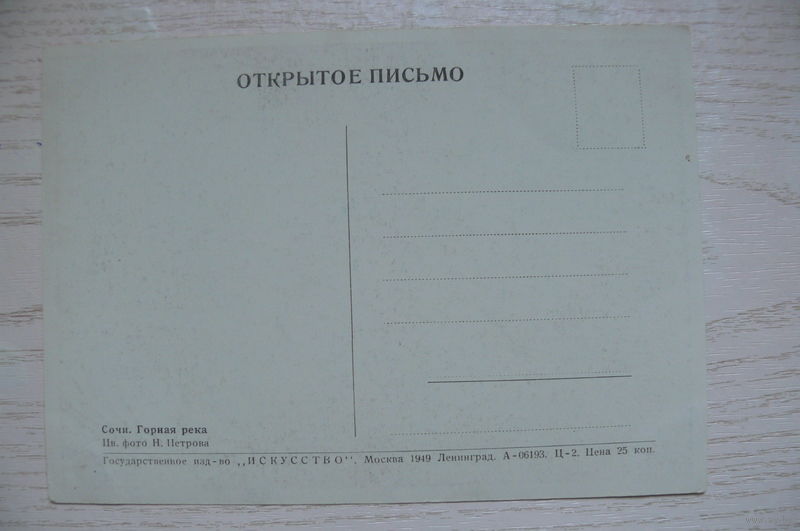 ОТКРЫТОЕ ПИСЬМО
Сочи. Горная река
Цв. фото Н. Петрова
Государственное изд-во „ИСКУССТВО“. Москва 1949 Ленинград. А-06193. Ц-2. Цена 25 коп.